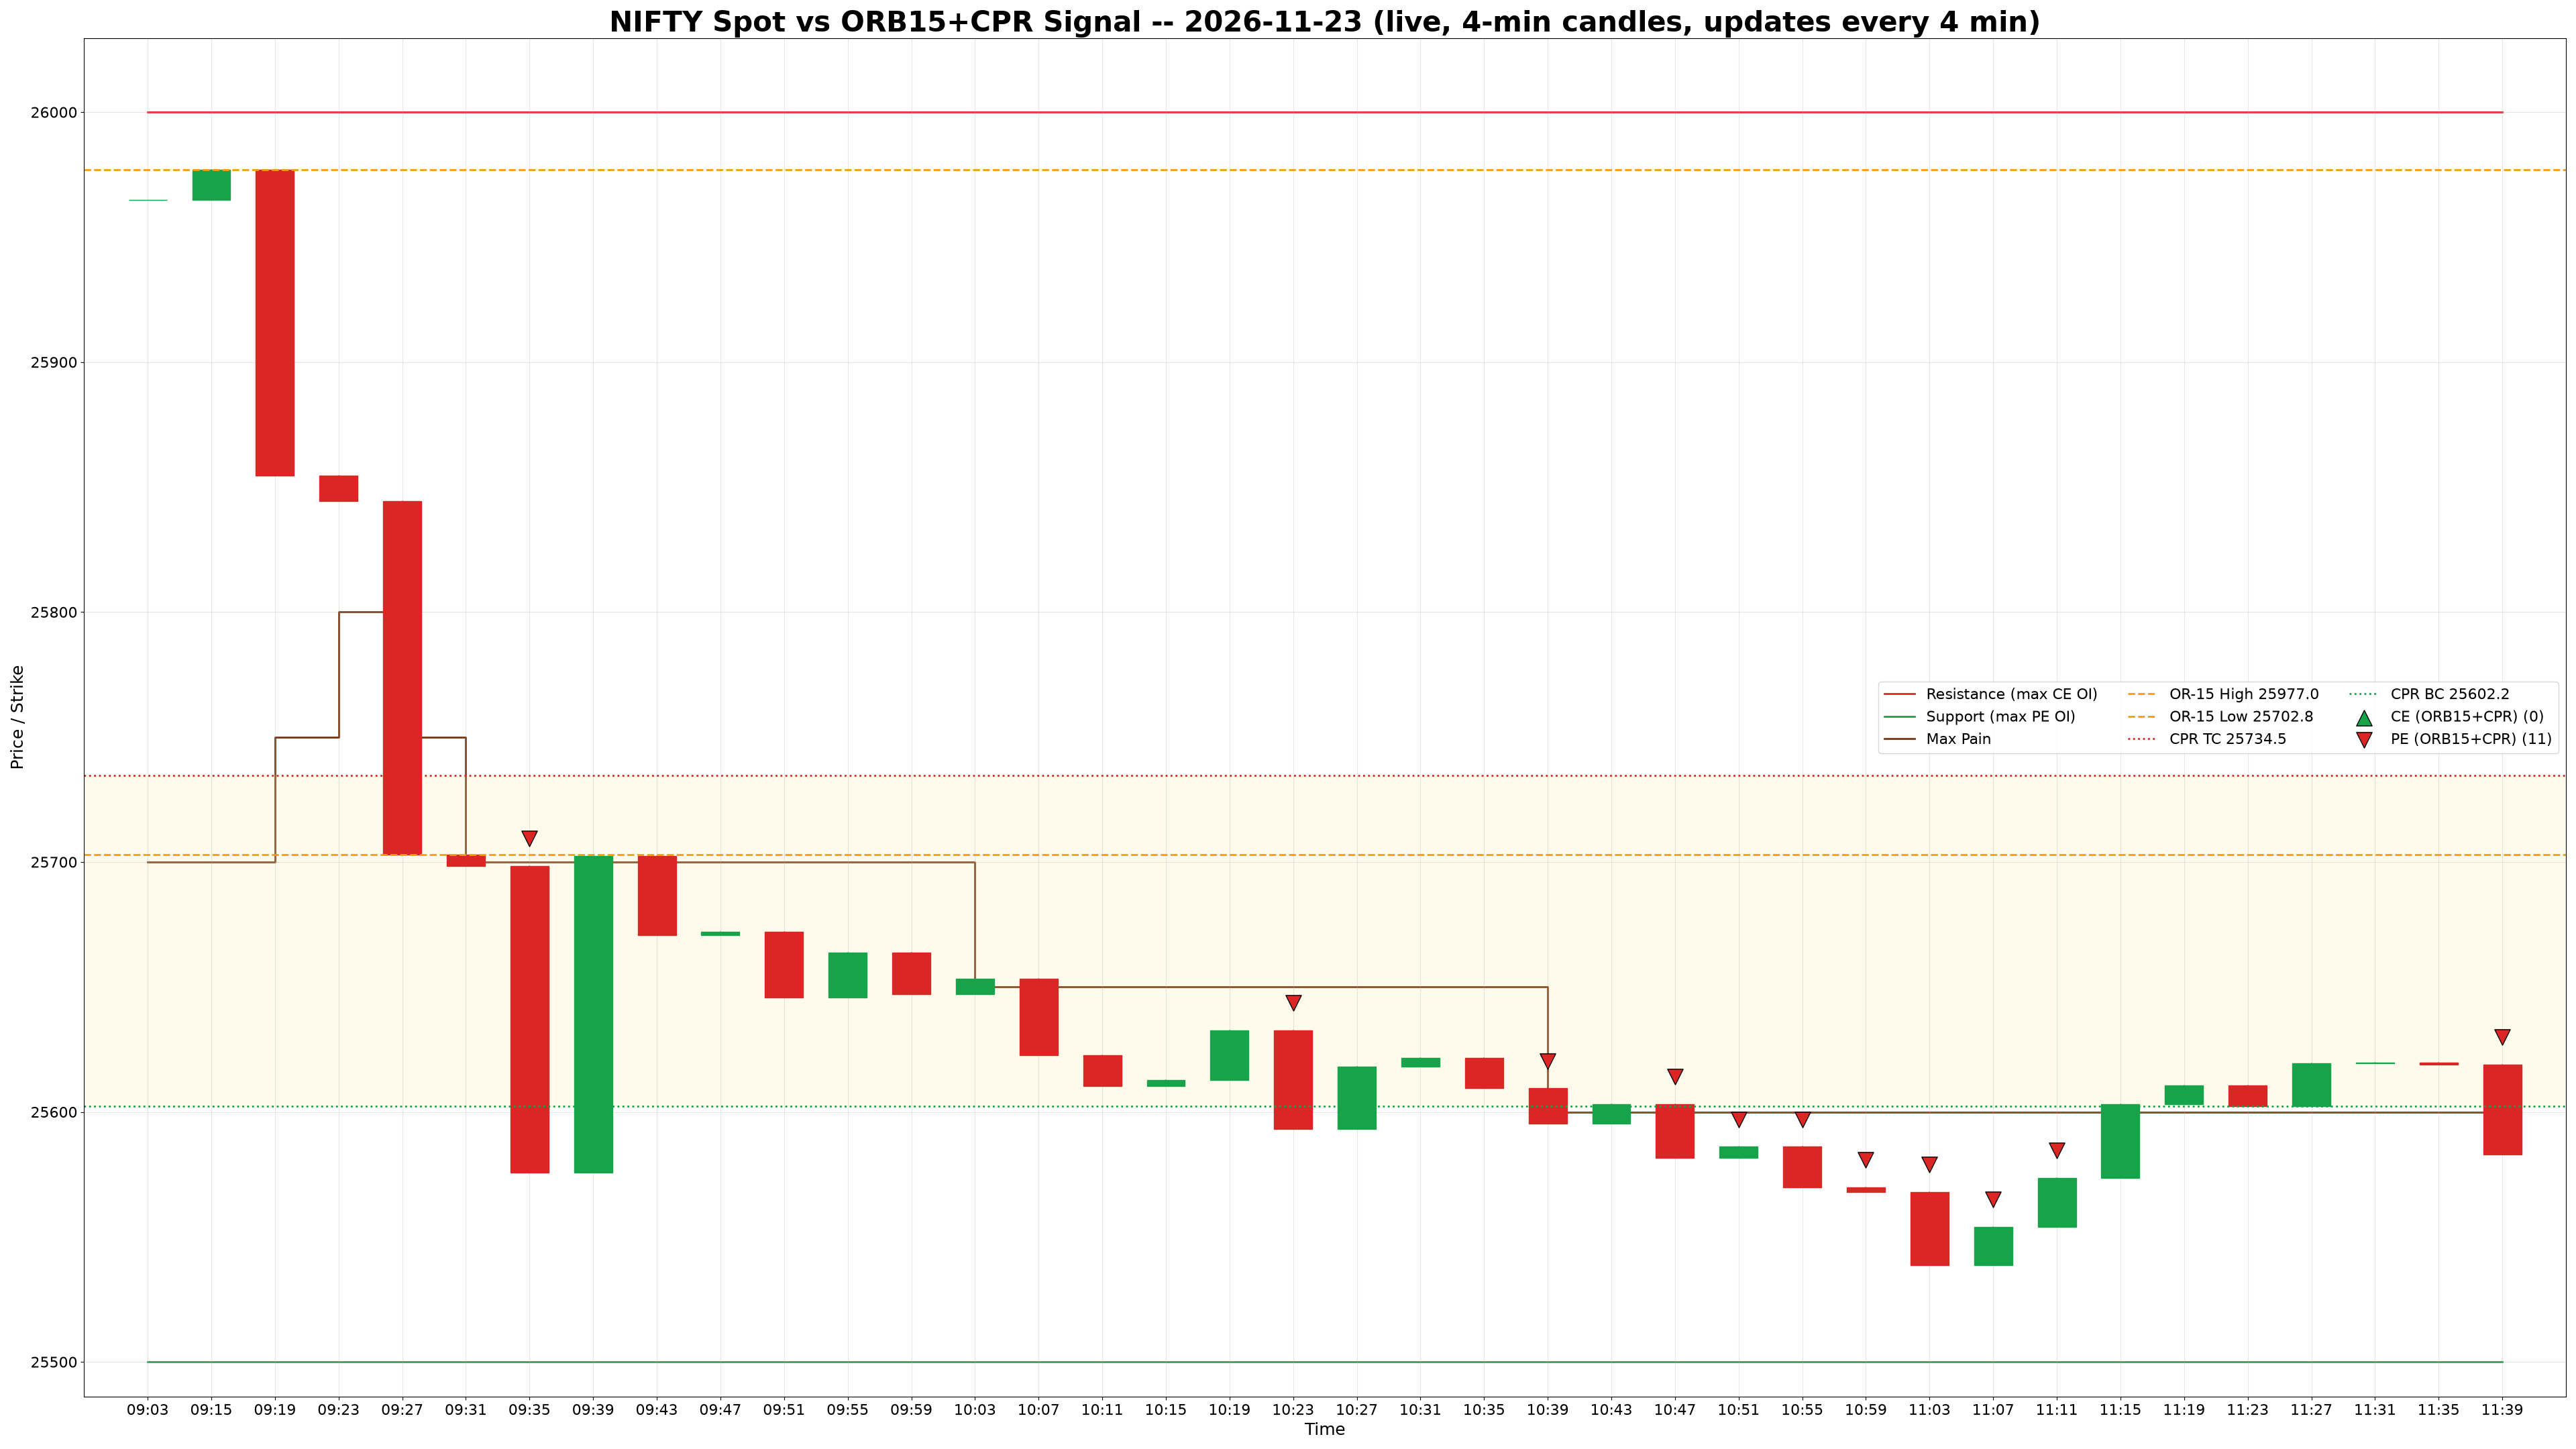 NIFTY Spot vs ORB15+CPR Signal -- 2026-11-23 (live, 4-min candles, updates every 4 min)
Price / Strike
26000
25900
25800
25700
25600
25500
Resistance (max CE OI)
Support (max PE OI)
Max Pain
OR-15 High 25977.0
OR-15 Low 25702.8
CPR TC 25734.5
CPR BC 25602.2
CE (ORB15+CPR) (0)
PE (ORB15+CPR) (11)
09:03 09:15 09:19 09:23 09:27 09:31 09:35 09:39 09:43 09:47 09:51 09:55 09:59 10:03 10:07 10:11 10:15 10:19 10:23 10:27 10:31 10:35 10:39 10:43 10:47 10:51 10:55 10:59 11:03 11:07 11:11 11:15 11:19 11:23 11:27 11:31 11:35 11:39
Time